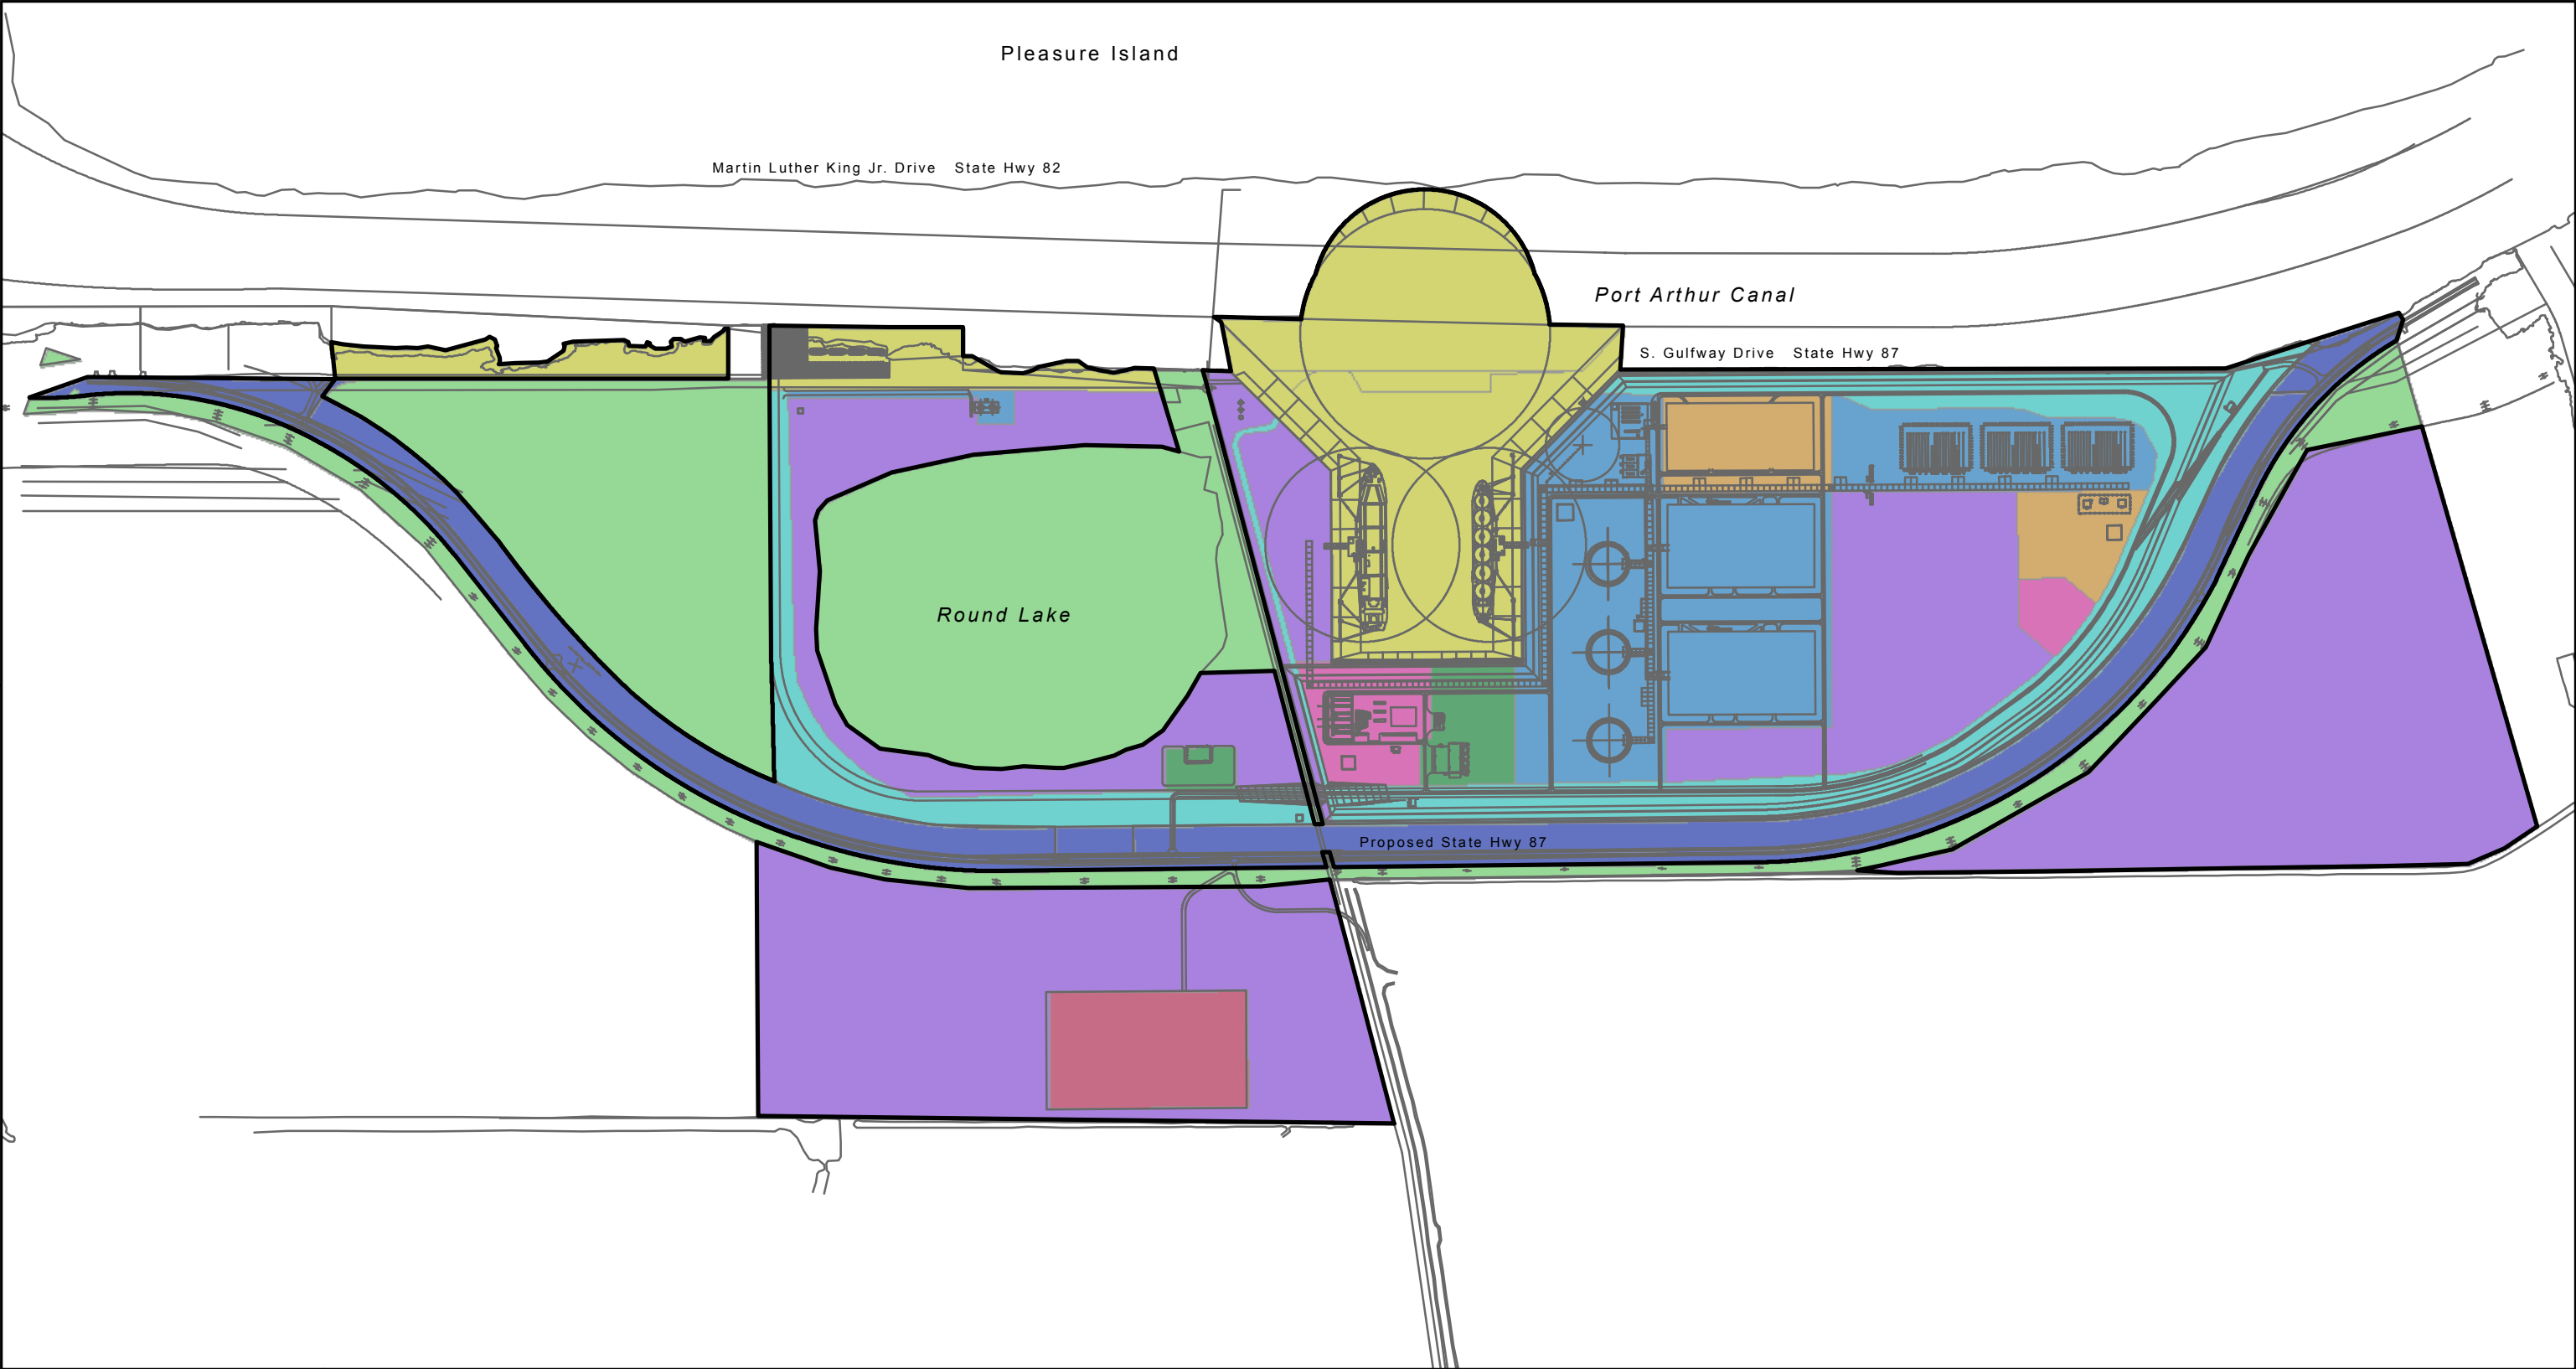 Pleasure Island
Martin Luther King Jr. Drive State Hwy 82
Port Arthur Canal
S. Gulfway Drive State Hwy 87
Round Lake
Proposed State Hwy 87